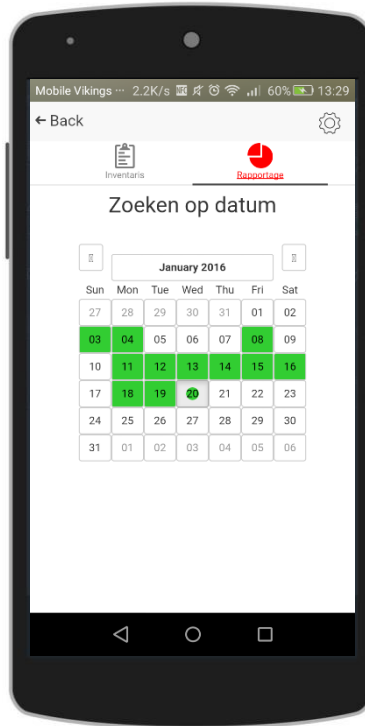 Mobile Vikings ··· 2.2K/s NFC 60% 13:29
← Back
Inventaris
Rapportage
Zoeken op datum
January 2016
Sun Mon Tue Wed Thu Fri Sat
27 28 29 30 31 01 02
03 04 05 06 07 08 09
10 11 12 13 14 15 16
17 18 19 20 21 22 23
24 25 26 27 28 29 30
31 01 02 03 04 05 06